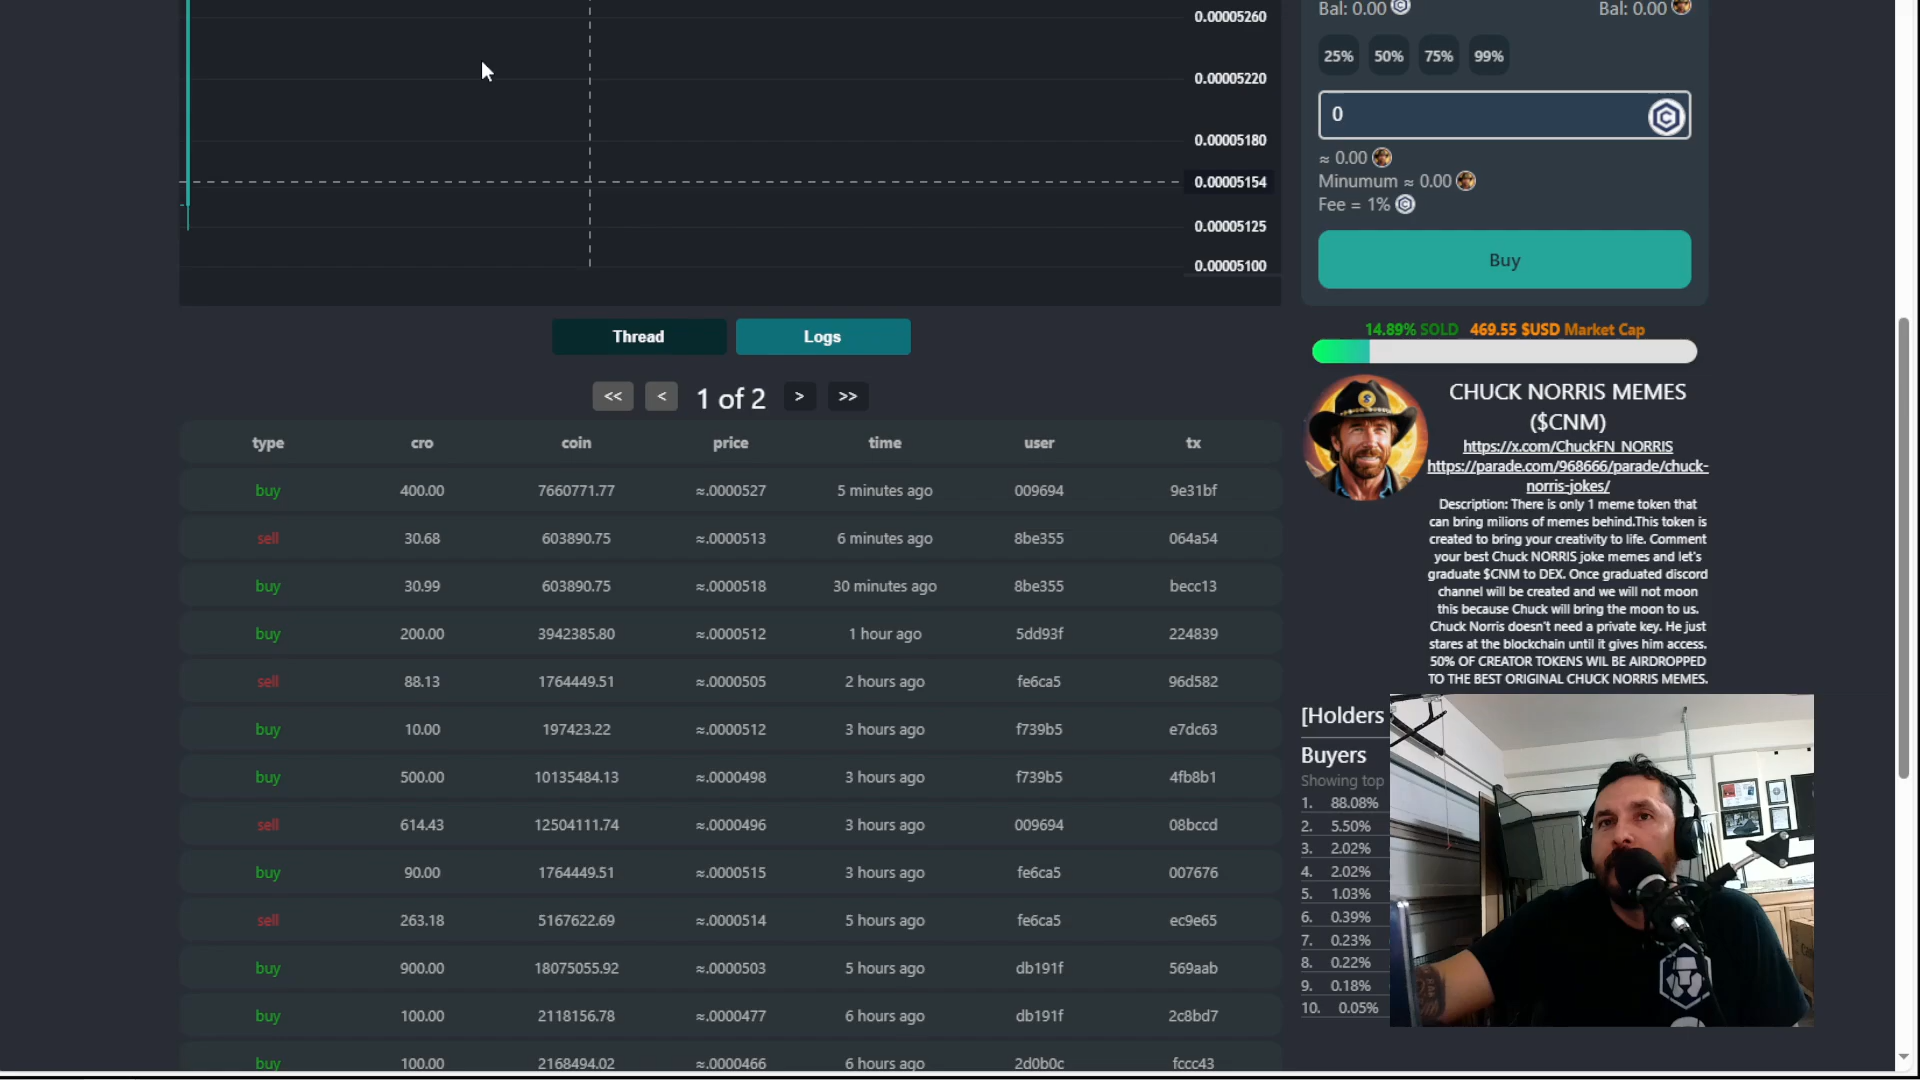 0.00005260
0.00005220
0.00005180
0.00005154
0.00005125
0.00005100
Bal: 0.00 Bal: 0.00
25% 50% 75% 99%
0
≈ 0.00
Minumum ≈ 0.00
Fee = 1%
Buy
Thread Logs
<< < 1 of 2 > >>
type cro coin price time user tx
buy 400.00 7660771.77 ≈.0000527 5 minutes ago 009694 9e31bf
sell 30.68 603890.75 ≈.0000513 6 minutes ago 8be355 064a54
buy 30.99 603890.75 ≈.0000518 30 minutes ago 8be355 becc13
buy 200.00 3942385.80 ≈.0000512 1 hour ago 5dd93f 224839
sell 88.13 1764449.51 ≈.0000505 2 hours ago fe6ca5 96d582
buy 10.00 197423.22 ≈.0000512 3 hours ago f739b5 e7dc63
buy 500.00 10135484.13 ≈.0000498 3 hours ago f739b5 4fb8b1
sell 614.43 12504111.74 ≈.0000496 3 hours ago 009694 08bccd
buy 90.00 1764449.51 ≈.0000515 3 hours ago fe6ca5 007676
sell 263.18 5167622.69 ≈.0000514 5 hours ago fe6ca5 ec9e65
buy 900.00 18075055.92 ≈.0000503 5 hours ago db191f 569aab
buy 100.00 2118156.78 ≈.0000477 6 hours ago db191f 2c8bd7
buy 100.00 2168494.02 ≈.0000466 6 hours ago 2d0b0c fccc43
14.89% SOLD 469.55 $USD Market Cap
CHUCK NORRIS MEMES
($CNM)
https://x.com/ChuckFN_NORRIS
https://parade.com/968666/parade/chuck-
norris-jokes/
Description: There is only 1 meme token that
can bring milions of memes behind.This token is
created to bring your creativity to life. Comment
your best Chuck NORRIS joke memes and let's
graduate $CNM to DEX. Once graduated discord
channel will be created and we will not moon
this because Chuck will bring the moon to us.
Chuck Norris doesn't need a private key. He just
stares at the blockchain until it gives him access.
50% OF CREATOR TOKENS WIL BE AIRDROPPED
TO THE BEST ORIGINAL CHUCK NORRIS MEMES.
[Holders
Buyers
Showing top
1. 88.08%
2. 5.50%
3. 2.02%
4. 2.02%
5. 1.03%
6. 0.39%
7. 0.23%
8. 0.22%
9. 0.18%
10. 0.05%